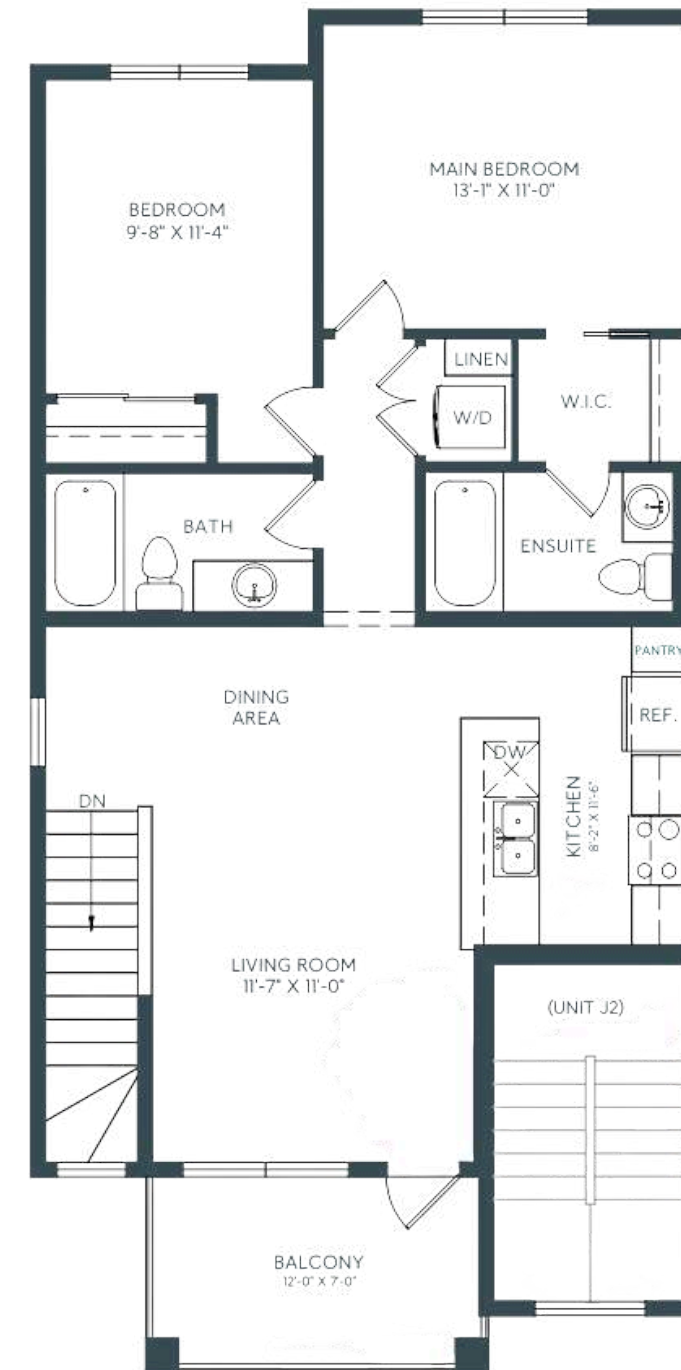 MAIN BEDROOM
13'-1" X 11'-0"
BEDROOM
9'-8" X 11'-4"
LINEN
W/D
W.I.C.
BATH
ENSUITE
PANTRY
DINING
AREA
REF.
DW
KITCHEN
8'-2" X 11'-6"
DN
LIVING ROOM
11'-7" X 11'-0"
(UNIT J2)
BALCONY
12'-0" X 7'-0"